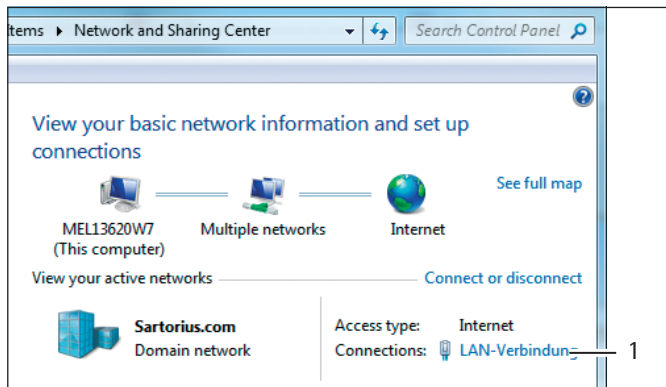 tems ▸ Network and Sharing Center
Search Control Panel
View your basic network information and set up
connections
See full map
MEL13620W7
(This computer)
Multiple networks
Internet
View your active networks
Connect or disconnect
Sartorius.com
Domain network
Access type: Internet
Connections: LAN-Verbindung
1